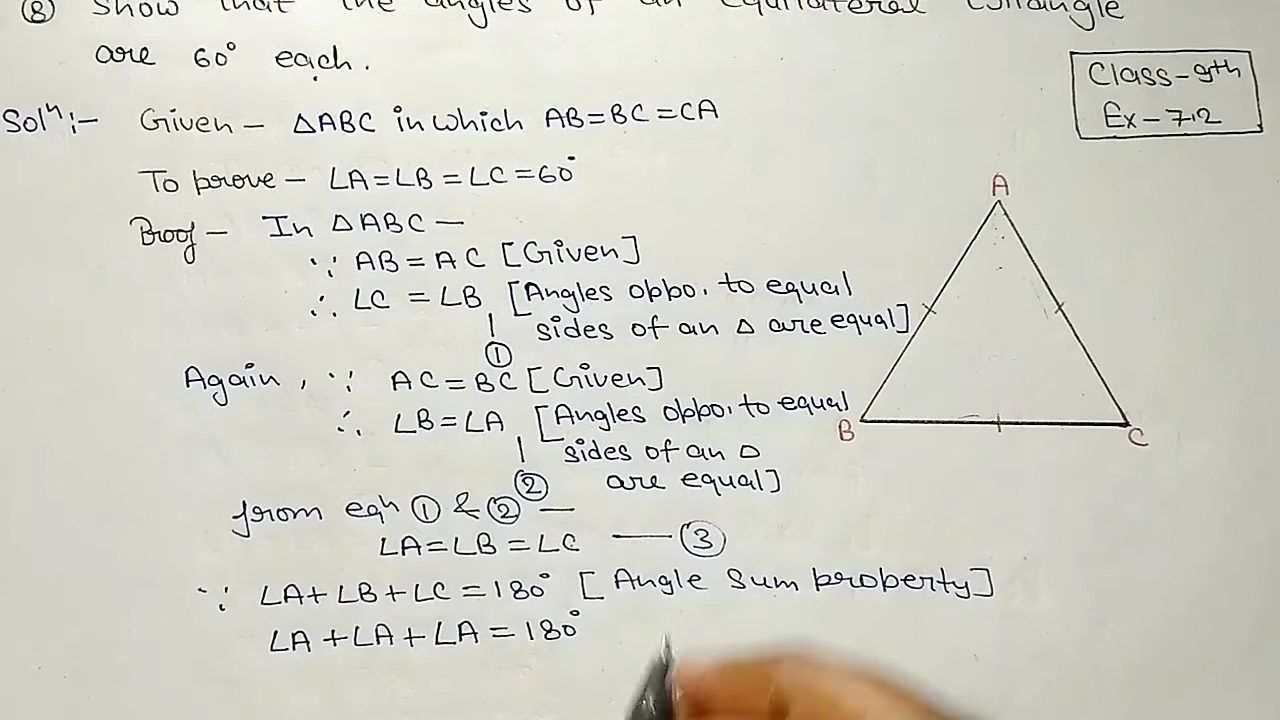 ⑧ Show that the angles of an equilateral triangle
are 60° each.
Class-9th
Ex-7.2
Solⁿ:- Given - △ABC in which AB=BC=CA
To prove - ∠A=∠B=∠C=60°
Proof - In △ABC -
∵ AB=AC [Given]
∴ ∠C=∠B [Angles oppo. to equal
sides of an △ are equal]
①
Again, ∵ AC=BC [Given]
∴ ∠B=∠A [Angles oppo. to equal
sides of an △
② are equal]
from eqn ① & ② -
∠A=∠B=∠C — ③
∵ ∠A+∠B+∠C=180° [Angle Sum property]
∠A+∠A+∠A=180°
A
B
C